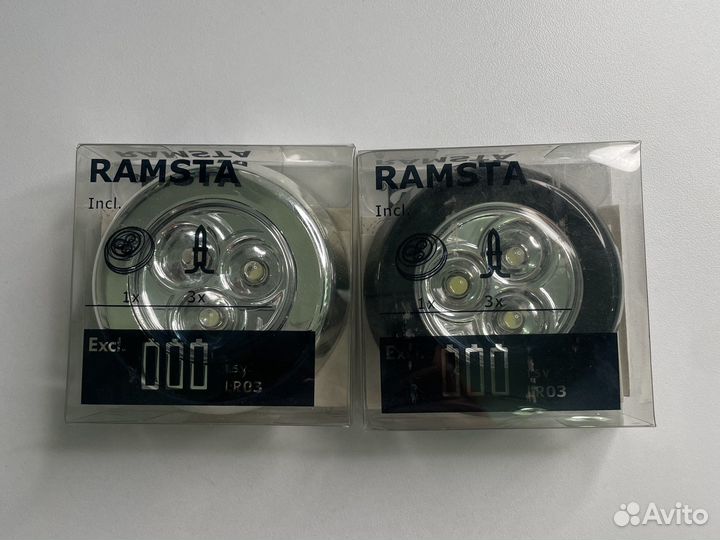 RAMSTA
Incl.
1x 3x
Excl.
1.5V
LR03
RAMSTA
Incl.
1x 3x
Excl.
1.5V
LR03
Avito